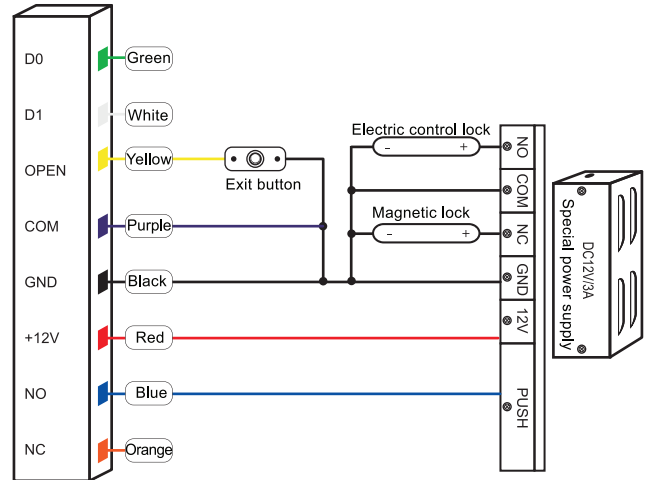 D0
Green
D1
White
OPEN
Yellow
Exit button
COM
Purple
GND
Black
+12V
Red
NO
Blue
NC
Orange
Electric control lock
- +
Magnetic lock
- +
NO
COM
NC
GND
12V
PUSH
DC12V/3A
Special power supply